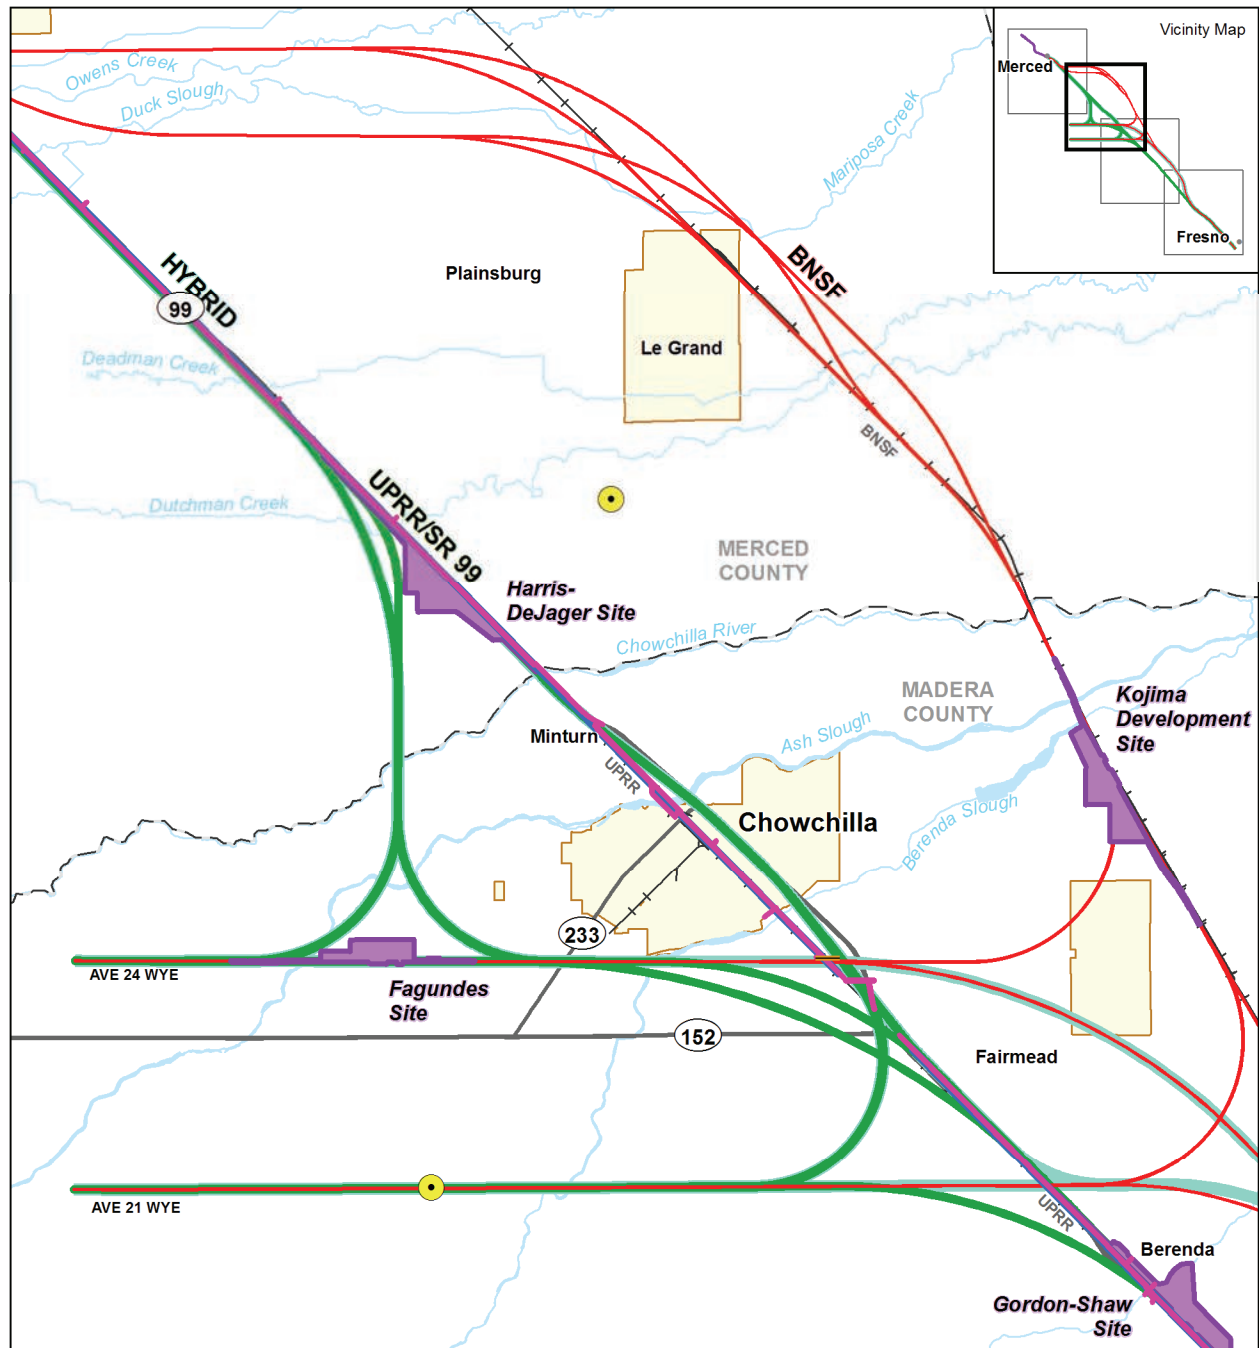 Vicinity Map
Merced
Fresno
Owens Creek
Duck Slough
Mariposa Creek
HYBRID
99
Plainsburg
BNSF
Le Grand
Deadman Creek
BNSF
UPRR/SR 99
Dutchman Creek
MERCED
COUNTY
Harris-
DeJager Site
Chowchilla River
MADERA
COUNTY
Kojima
Development
Site
Ash Slough
Minturn
UPRR
Chowchilla
Berenda Slough
233
AVE 24 WYE
Fagundes
Site
152
Fairmead
AVE 21 WYE
UPRR
Berenda
Gordon-Shaw
Site